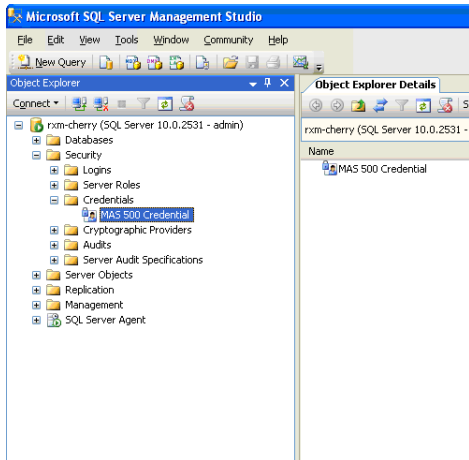 Microsoft SQL Server Management Studio
File Edit View Tools Window Community Help
New Query
Object Explorer
Object Explorer Details
Connect
rxm-cherry (SQL Server 10.0.2531 - admin)
rxm-cherry (SQL Server 10.0.2531 -
Databases
Name
Security
MAS 500 Credential
Logins
Server Roles
Credentials
MAS 500 Credential
Cryptographic Providers
Audits
Server Audit Specifications
Server Objects
Replication
Management
SQL Server Agent